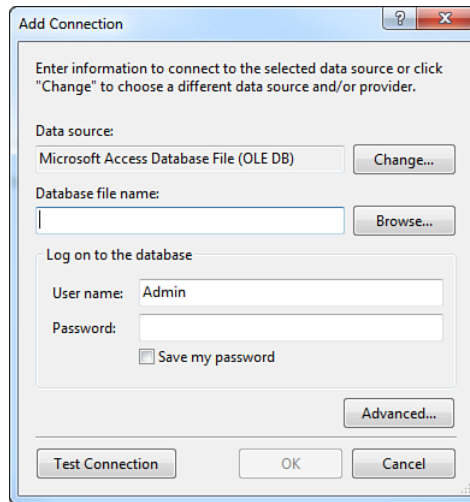 Add Connection
?
Enter information to connect to the selected data source or click
"Change" to choose a different data source and/or provider.
Data source:
Microsoft Access Database File (OLE DB)
Change...
Database file name:
Browse...
Log on to the database
User name: Admin
Password:
Save my password
Advanced...
Test Connection OK Cancel